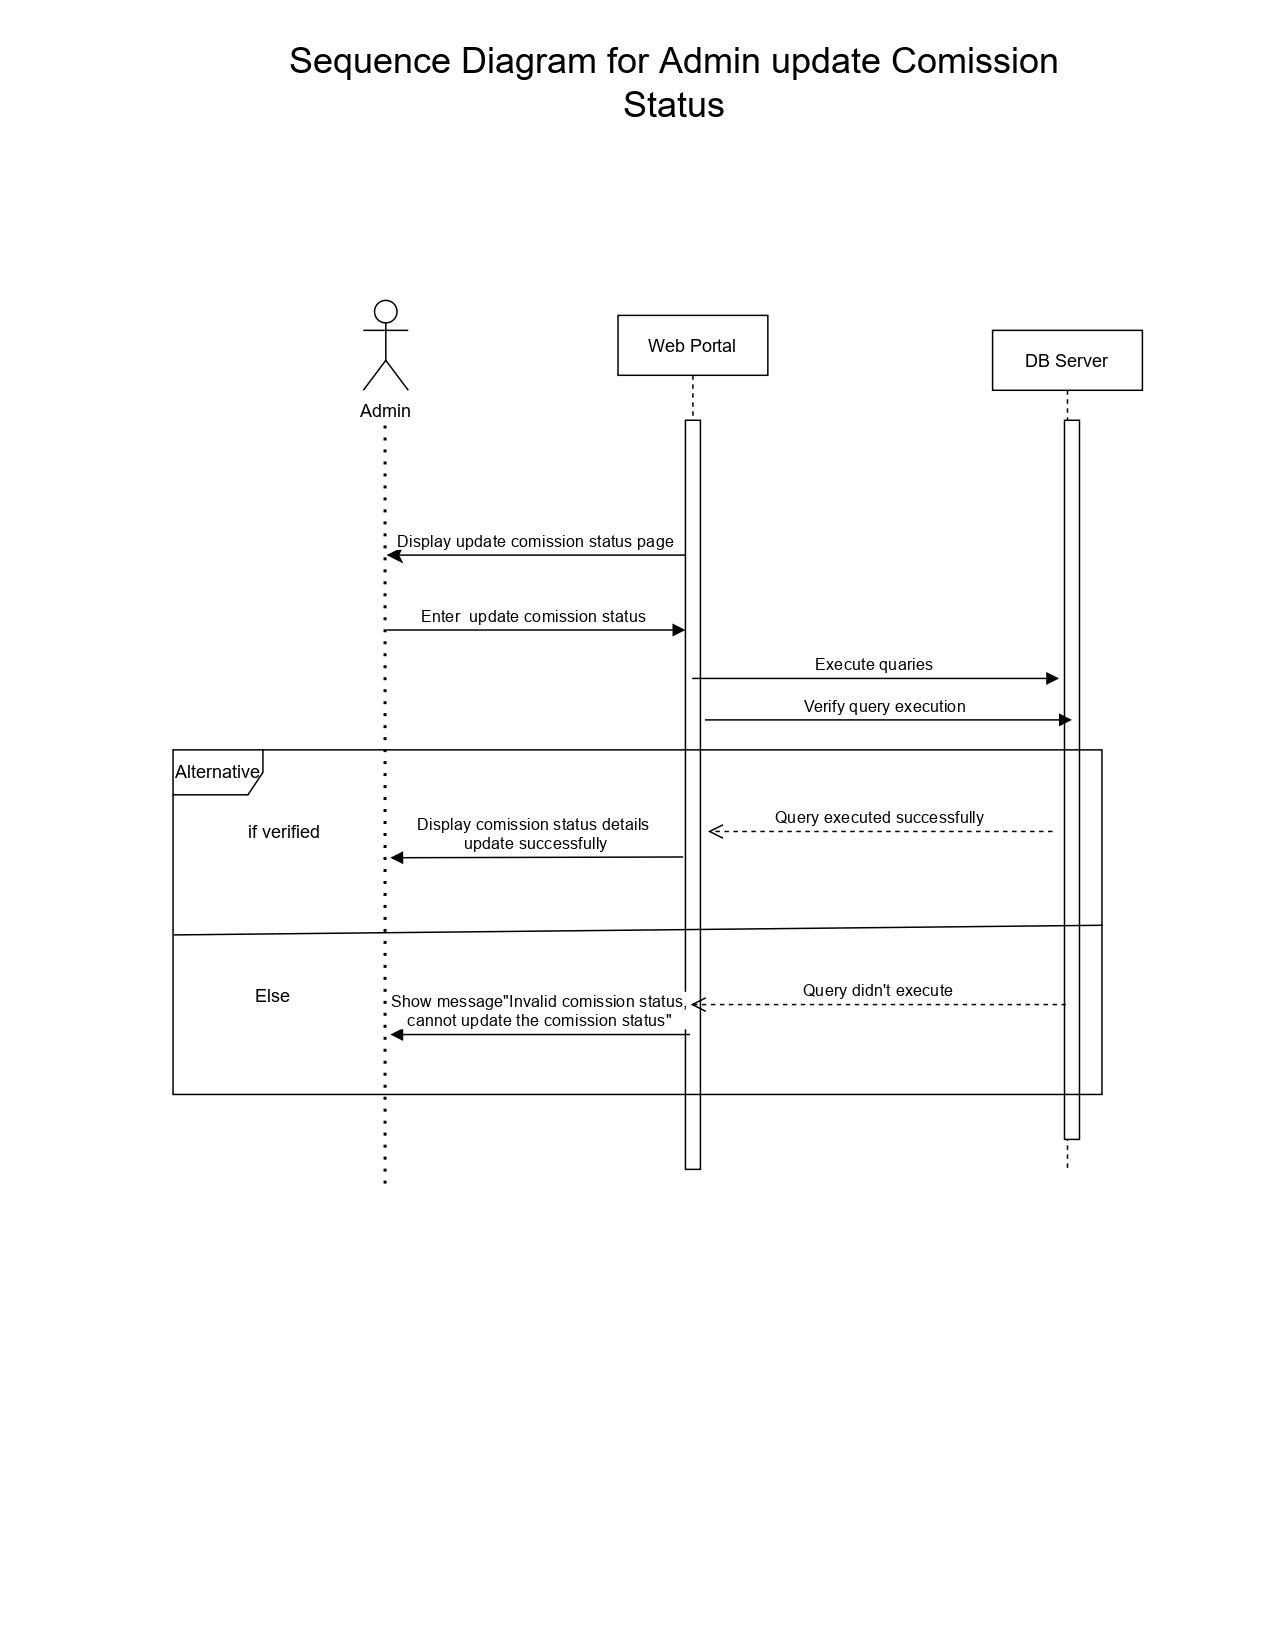 Sequence Diagram for Admin update Comission
Status
Web Portal
DB Server
Admin
Display update comission status page
Enter  update comission status
Execute quaries
Verify query execution
Alternative
if verified
Query executed successfully
Display comission status details
update successfully
Else
Query didn't execute
Show message"Invalid comission status,
cannot update the comission status"